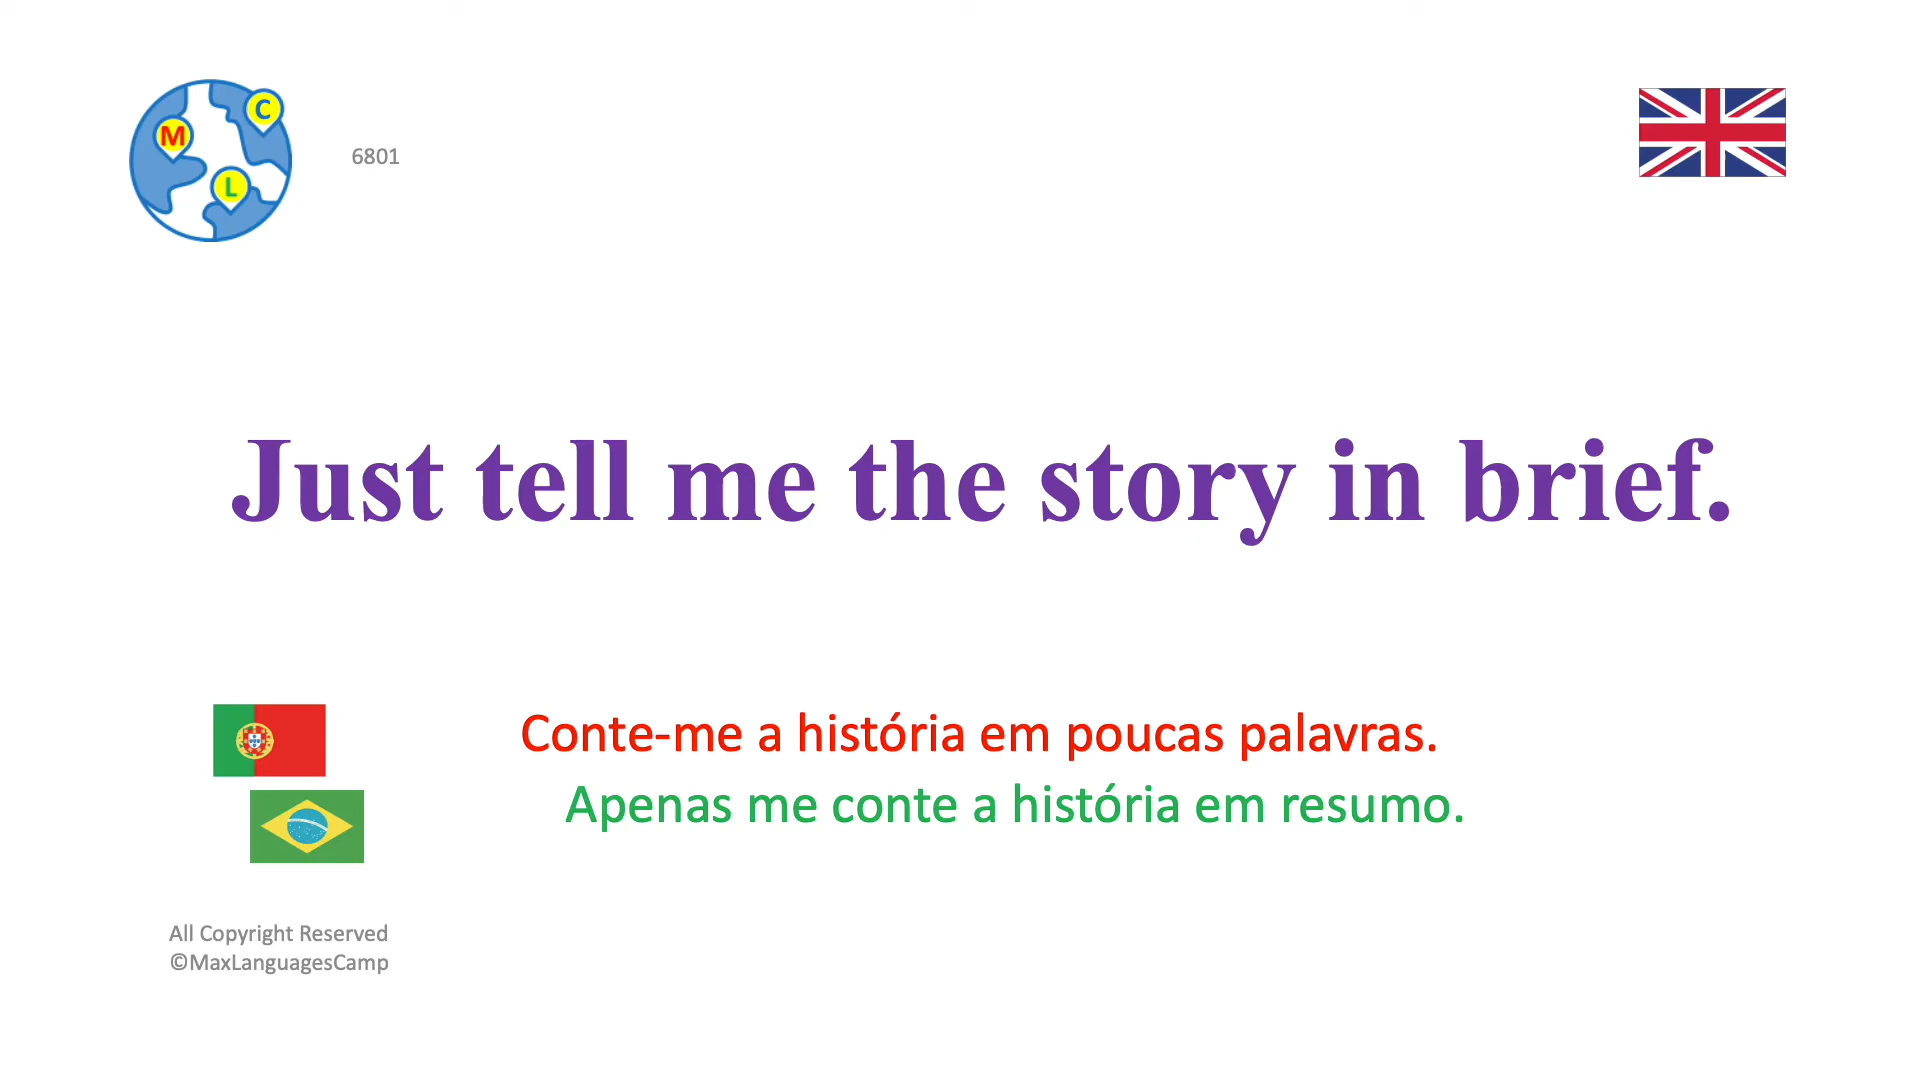 M
C
L
6801
Just tell me the story in brief.
Conte-me a história em poucas palavras.
Apenas me conte a história em resumo.
All Copyright Reserved
©MaxLanguagesCamp